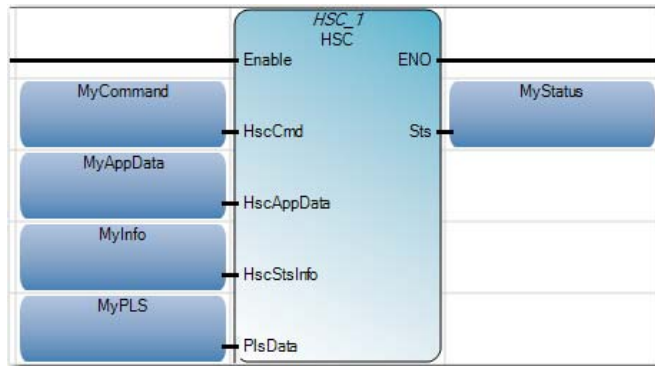 HSC_1
HSC
Enable ENO
MyCommand MyStatus
HscCmd Sts
MyAppData
HscAppData
MyInfo
HscStsInfo
MyPLS
PlsData